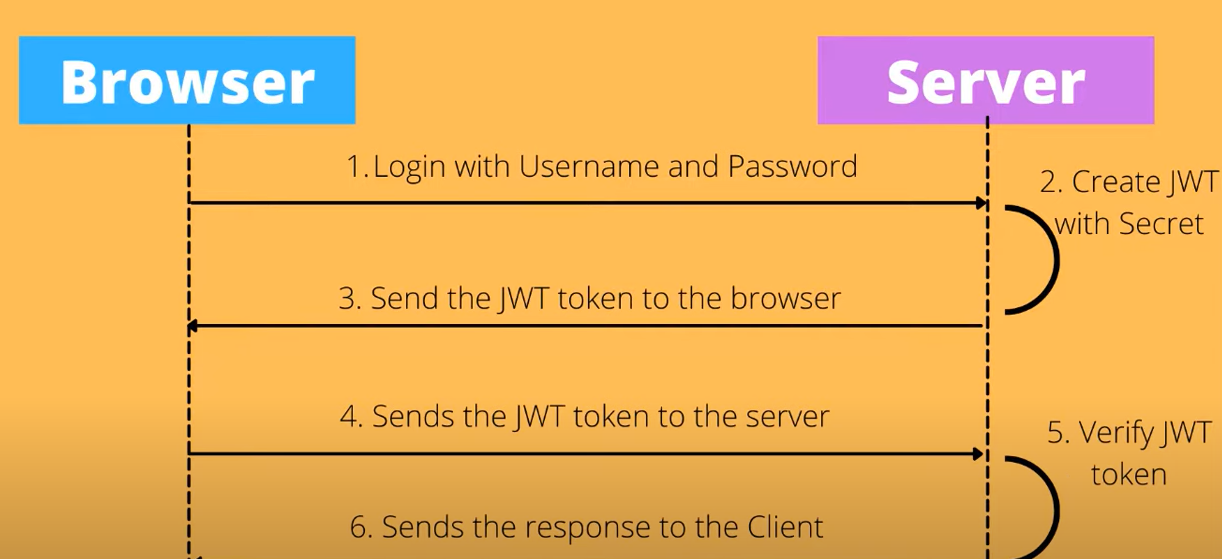 Browser
Server
1.Login with Username and Password
2. Create JWT
with Secret
3. Send the JWT token to the browser
4. Sends the JWT token to the server
5. Verify JWT
token
6. Sends the response to the Client